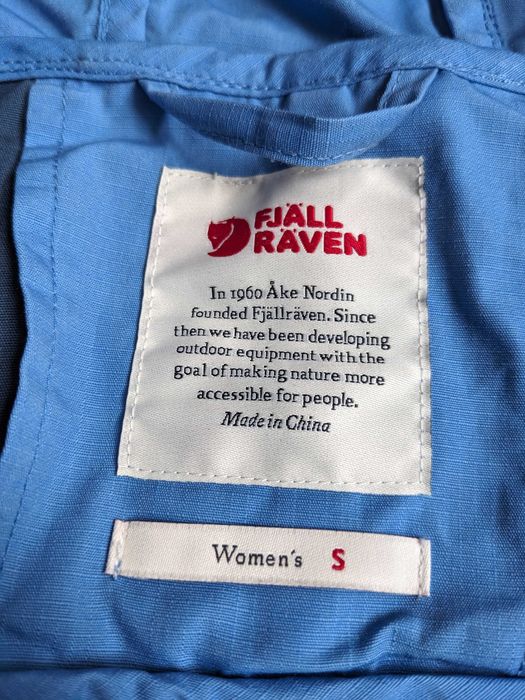 FJÄLL
RÄVEN
In 1960 Åke Nordin
founded Fjällräven. Since
then we have been developing
outdoor equipment with the
goal of making nature more
accessible for people.
Made in China
Women's S